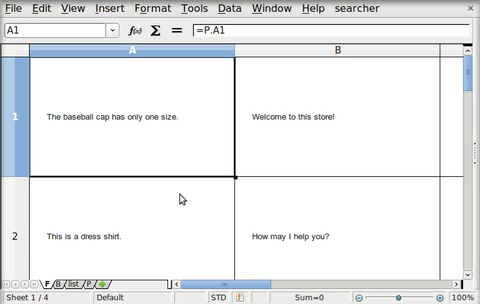 File Edit View Insert Format Tools Data Window Help searcher
A1 f(x) Σ = =P.A1
A B
1 The baseball cap has only one size. Welcome to this store!
2 This is a dress shirt. How may I help you?
F B list P
Sheet 1 / 4 Default STD Sum=0 100%